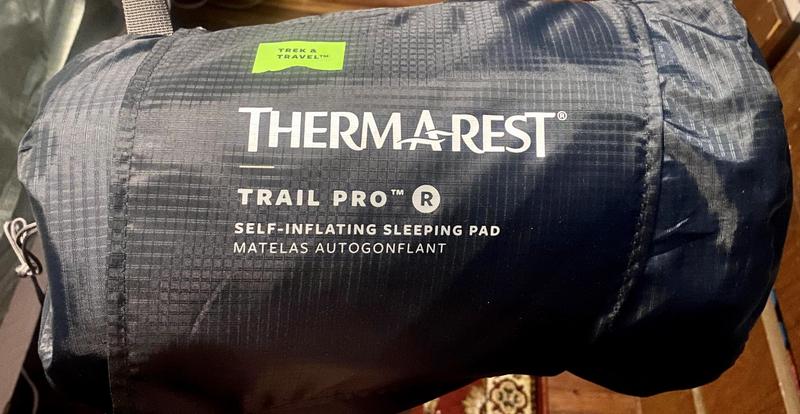 TREK &
TRAVEL™
THERMAREST®
TRAIL PRO™ R
SELF-INFLATING SLEEPING PAD
MATELAS AUTOGONFLANT